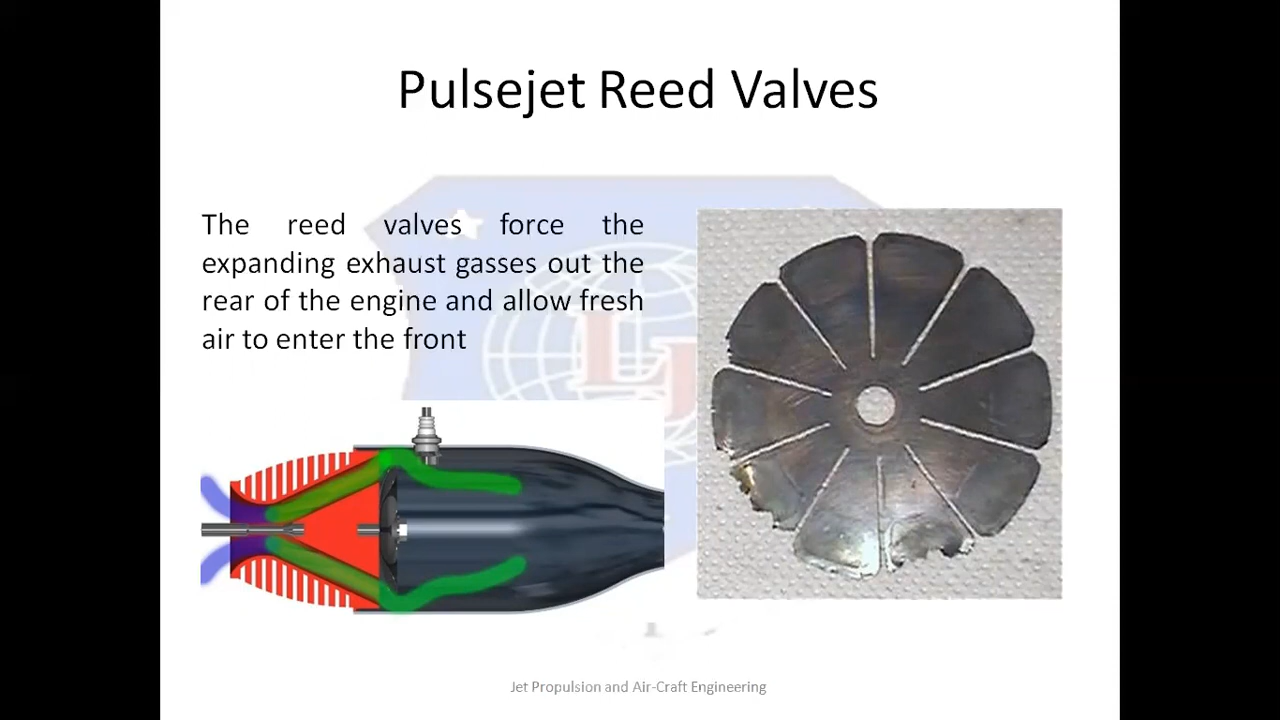 Pulsejet Reed Valves
The reed valves force the
expanding exhaust gasses out the
rear of the engine and allow fresh
air to enter the front
LJ
Jet Propulsion and Air-Craft Engineering